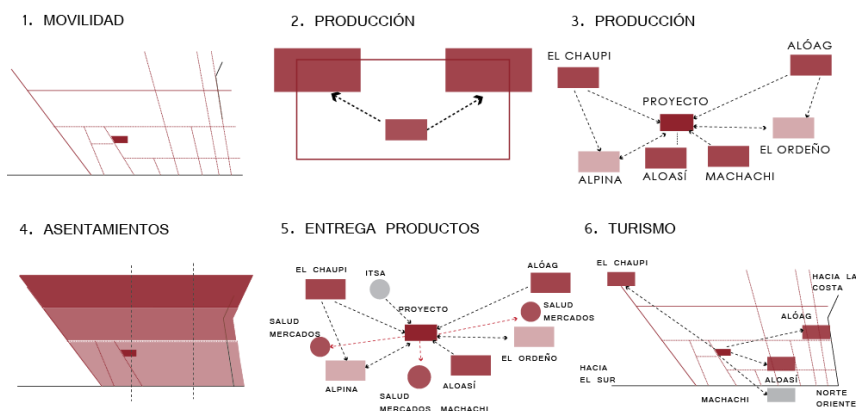 1. MOVILIDAD
2. PRODUCCIÓN
3. PRODUCCIÓN
EL CHAUPI
ALÓAG
PROYECTO
EL ORDEÑO
ALPINA
ALOASÍ
MACHACHI
4. ASENTAMIENTOS
5. ENTREGA PRODUCTOS
6. TURISMO
EL CHAUPI
ITSA
ALÓAG
PROYECTO
SALUD
MERCADOS
SALUD
MERCADOS
EL ORDEÑO
ALPINA
ALOASÍ
SALUD
MERCADOS
MACHACHI
EL CHAUPI
HACIA LA
COSTA
ALÓAG
HACIA
EL SUR
ALOASÍ
MACHACHI
NORTE
ORIENTE